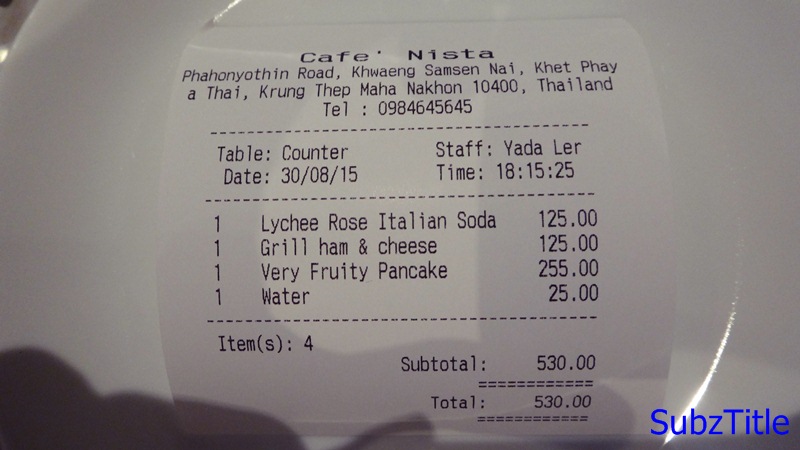 Cafe' Nista
Phahonyothin Road, Khwaeng Samsen Nai, Khet Phay
a Thai, Krung Thep Maha Nakhon 10400, Thailand
Tel : 0984645645
Table: Counter Staff: Yada Ler
Date: 30/08/15 Time: 18:15:25
1 Lychee Rose Italian Soda 125.00
1 Grill ham & cheese 125.00
1 Very Fruity Pancake 255.00
1 Water 25.00
Item(s): 4
Subtotal: 530.00
============
Total: 530.00
============
SubzTitle